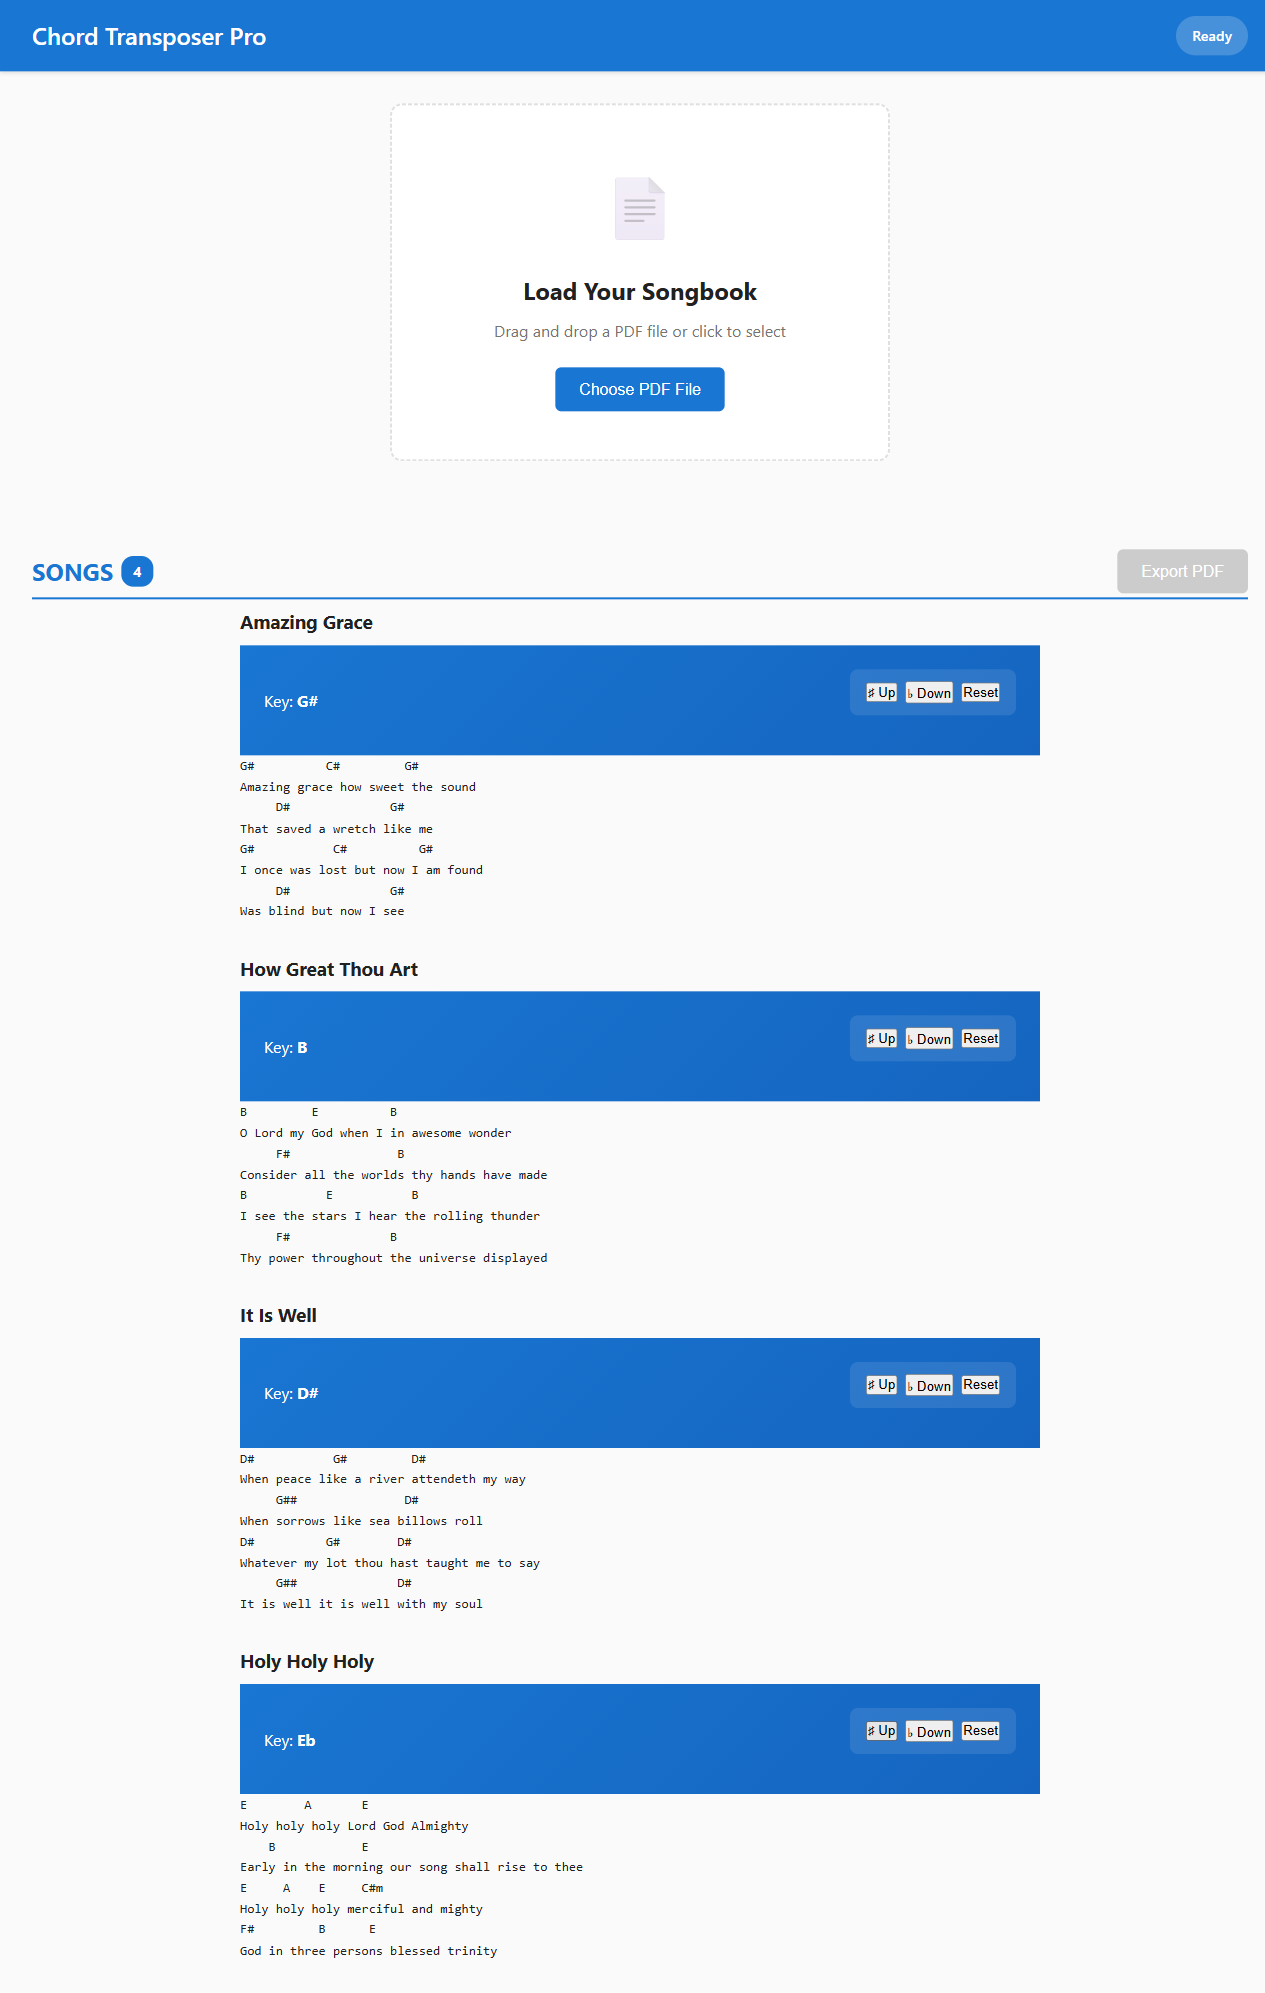 Chord Transposer Pro
Ready
Load Your Songbook
Drag and drop a PDF file or click to select
Choose PDF File
SONGS 4
Export PDF
Amazing Grace
Key: G#
♯ Up ♭ Down Reset
G#          C#         G#
Amazing grace how sweet the sound
     D#              G#
That saved a wretch like me
G#           C#          G#
I once was lost but now I am found
     D#              G#
Was blind but now I see
How Great Thou Art
Key: B
♯ Up ♭ Down Reset
B         E          B
O Lord my God when I in awesome wonder
     F#               B
Consider all the worlds thy hands have made
B           E           B
I see the stars I hear the rolling thunder
     F#              B
Thy power throughout the universe displayed
It Is Well
Key: D#
♯ Up ♭ Down Reset
D#           G#         D#
When peace like a river attendeth my way
     G##               D#
When sorrows like sea billows roll
D#          G#        D#
Whatever my lot thou hast taught me to say
     G##              D#
It is well it is well with my soul
Holy Holy Holy
Key: Eb
♯ Up ♭ Down Reset
E        A       E
Holy holy holy Lord God Almighty
    B            E
Early in the morning our song shall rise to thee
E     A    E     C#m
Holy holy holy merciful and mighty
F#         B      E
God in three persons blessed trinity